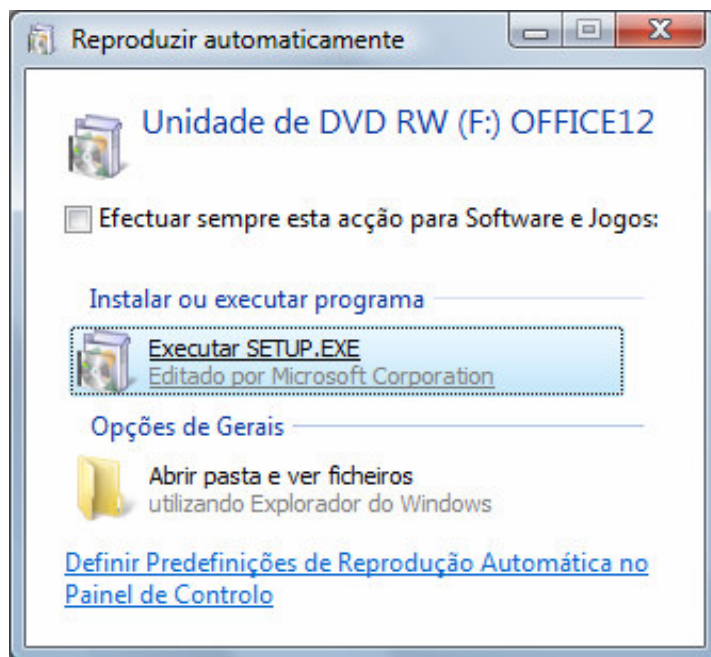 Reproduzir automaticamente
Unidade de DVD RW (F:) OFFICE12
Efectuar sempre esta acção para Software e Jogos:
Instalar ou executar programa
Executar SETUP.EXE
Editado por Microsoft Corporation
Opções de Gerais
Abrir pasta e ver ficheiros
utilizando Explorador do Windows
Definir Predefinições de Reprodução Automática no
Painel de Controlo